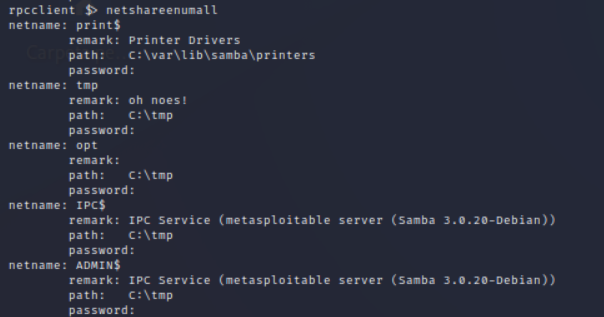 rpcclient $> netshareenumall
netname: print$
remark: Printer Drivers
path: C:\var\lib\samba\printers
password:
netname: tmp
remark: oh noes!
path: C:\tmp
password:
netname: opt
remark:
path: C:\tmp
password:
netname: IPC$
remark: IPC Service (metasploitable server (Samba 3.0.20-Debian))
path: C:\tmp
password:
netname: ADMIN$
remark: IPC Service (metasploitable server (Samba 3.0.20-Debian))
path: C:\tmp
password: